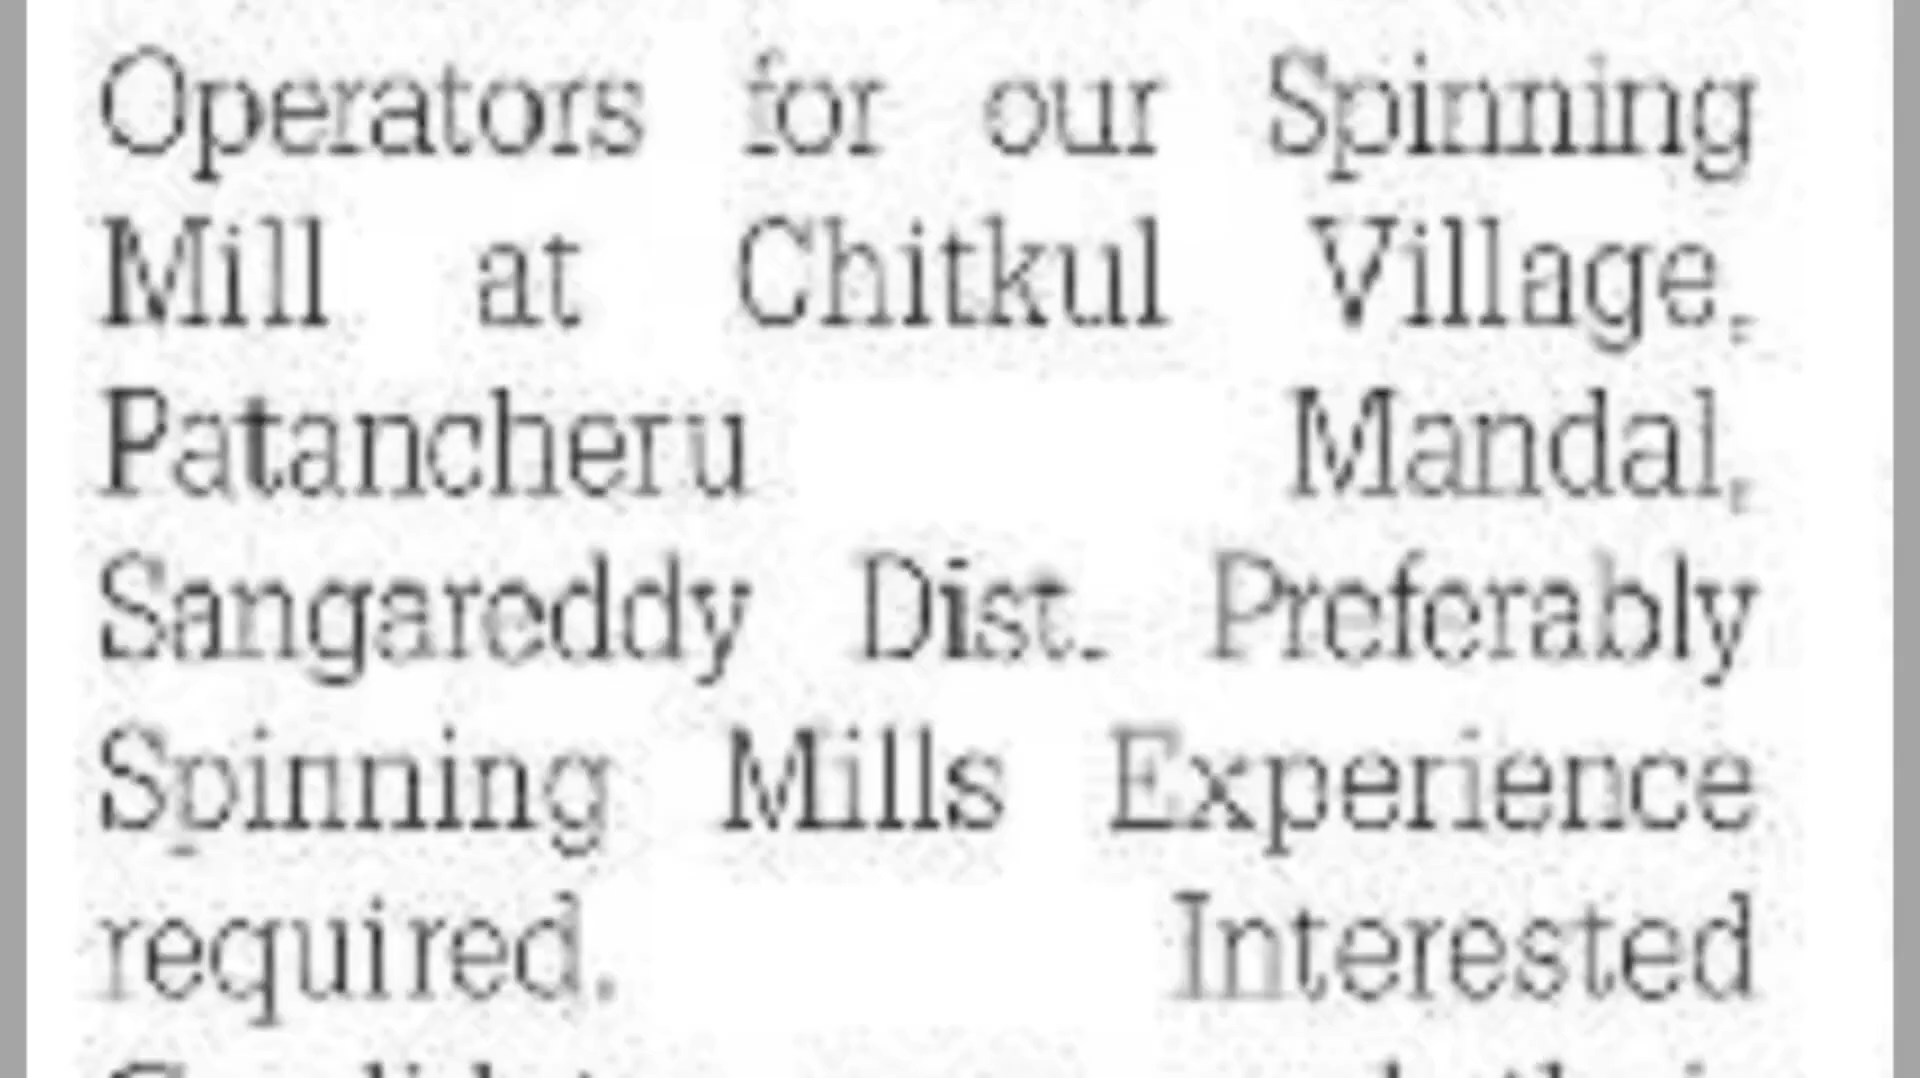 Operators for our Spinning
Mill at Chitkul Village,
Patancheru Mandal,
Sangareddy Dist. Preferably
Spinning Mills Experience
required. Interested